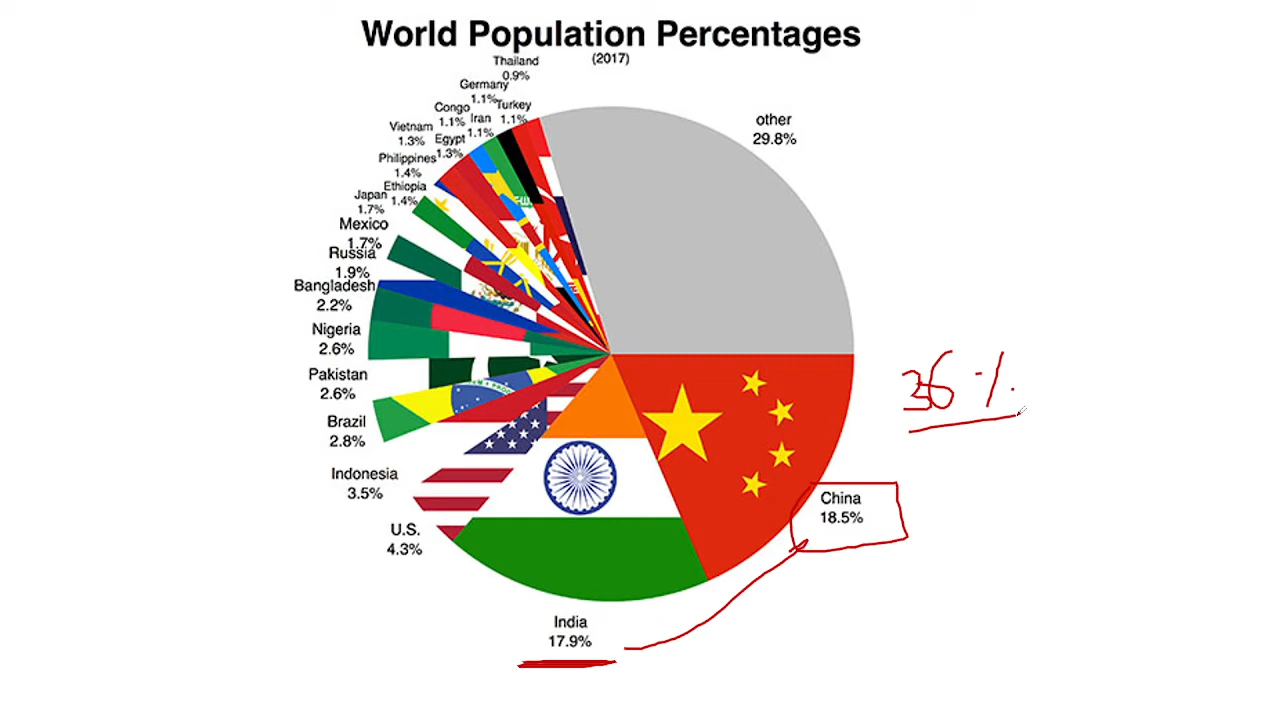 World Population Percentages
(2017)
Thailand
0.9%
Germany
1.1%
Turkey
1.1%
Congo
1.1%
Iran
1.1%
Vietnam
1.3%
Egypt
1.3%
Philippines
1.4%
Ethiopia
1.4%
Japan
1.7%
Mexico
1.7%
Russia
1.9%
Bangladesh
2.2%
Nigeria
2.6%
Pakistan
2.6%
Brazil
2.8%
Indonesia
3.5%
U.S.
4.3%
India
17.9%
China
18.5%
other
29.8%
36 %